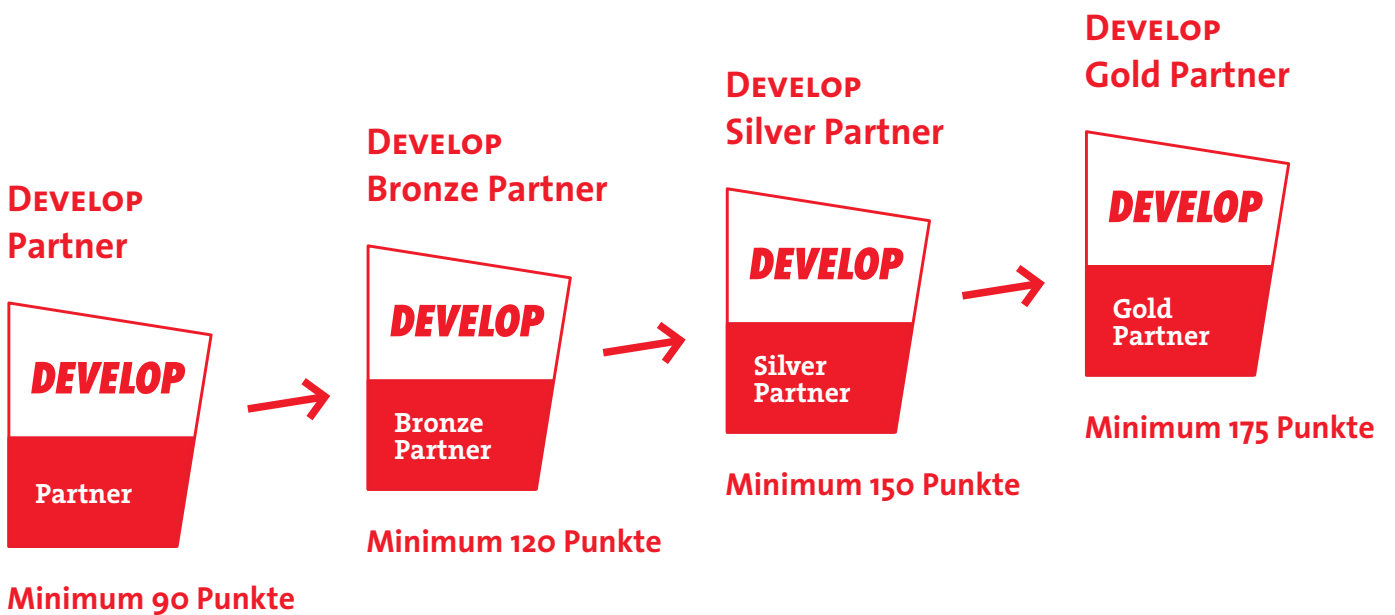 DEVELOP
Partner
DEVELOP
Partner
Minimum 90 Punkte
DEVELOP
Bronze Partner
DEVELOP
Bronze
Partner
Minimum 120 Punkte
DEVELOP
Silver Partner
DEVELOP
Silver
Partner
Minimum 150 Punkte
DEVELOP
Gold Partner
DEVELOP
Gold
Partner
Minimum 175 Punkte